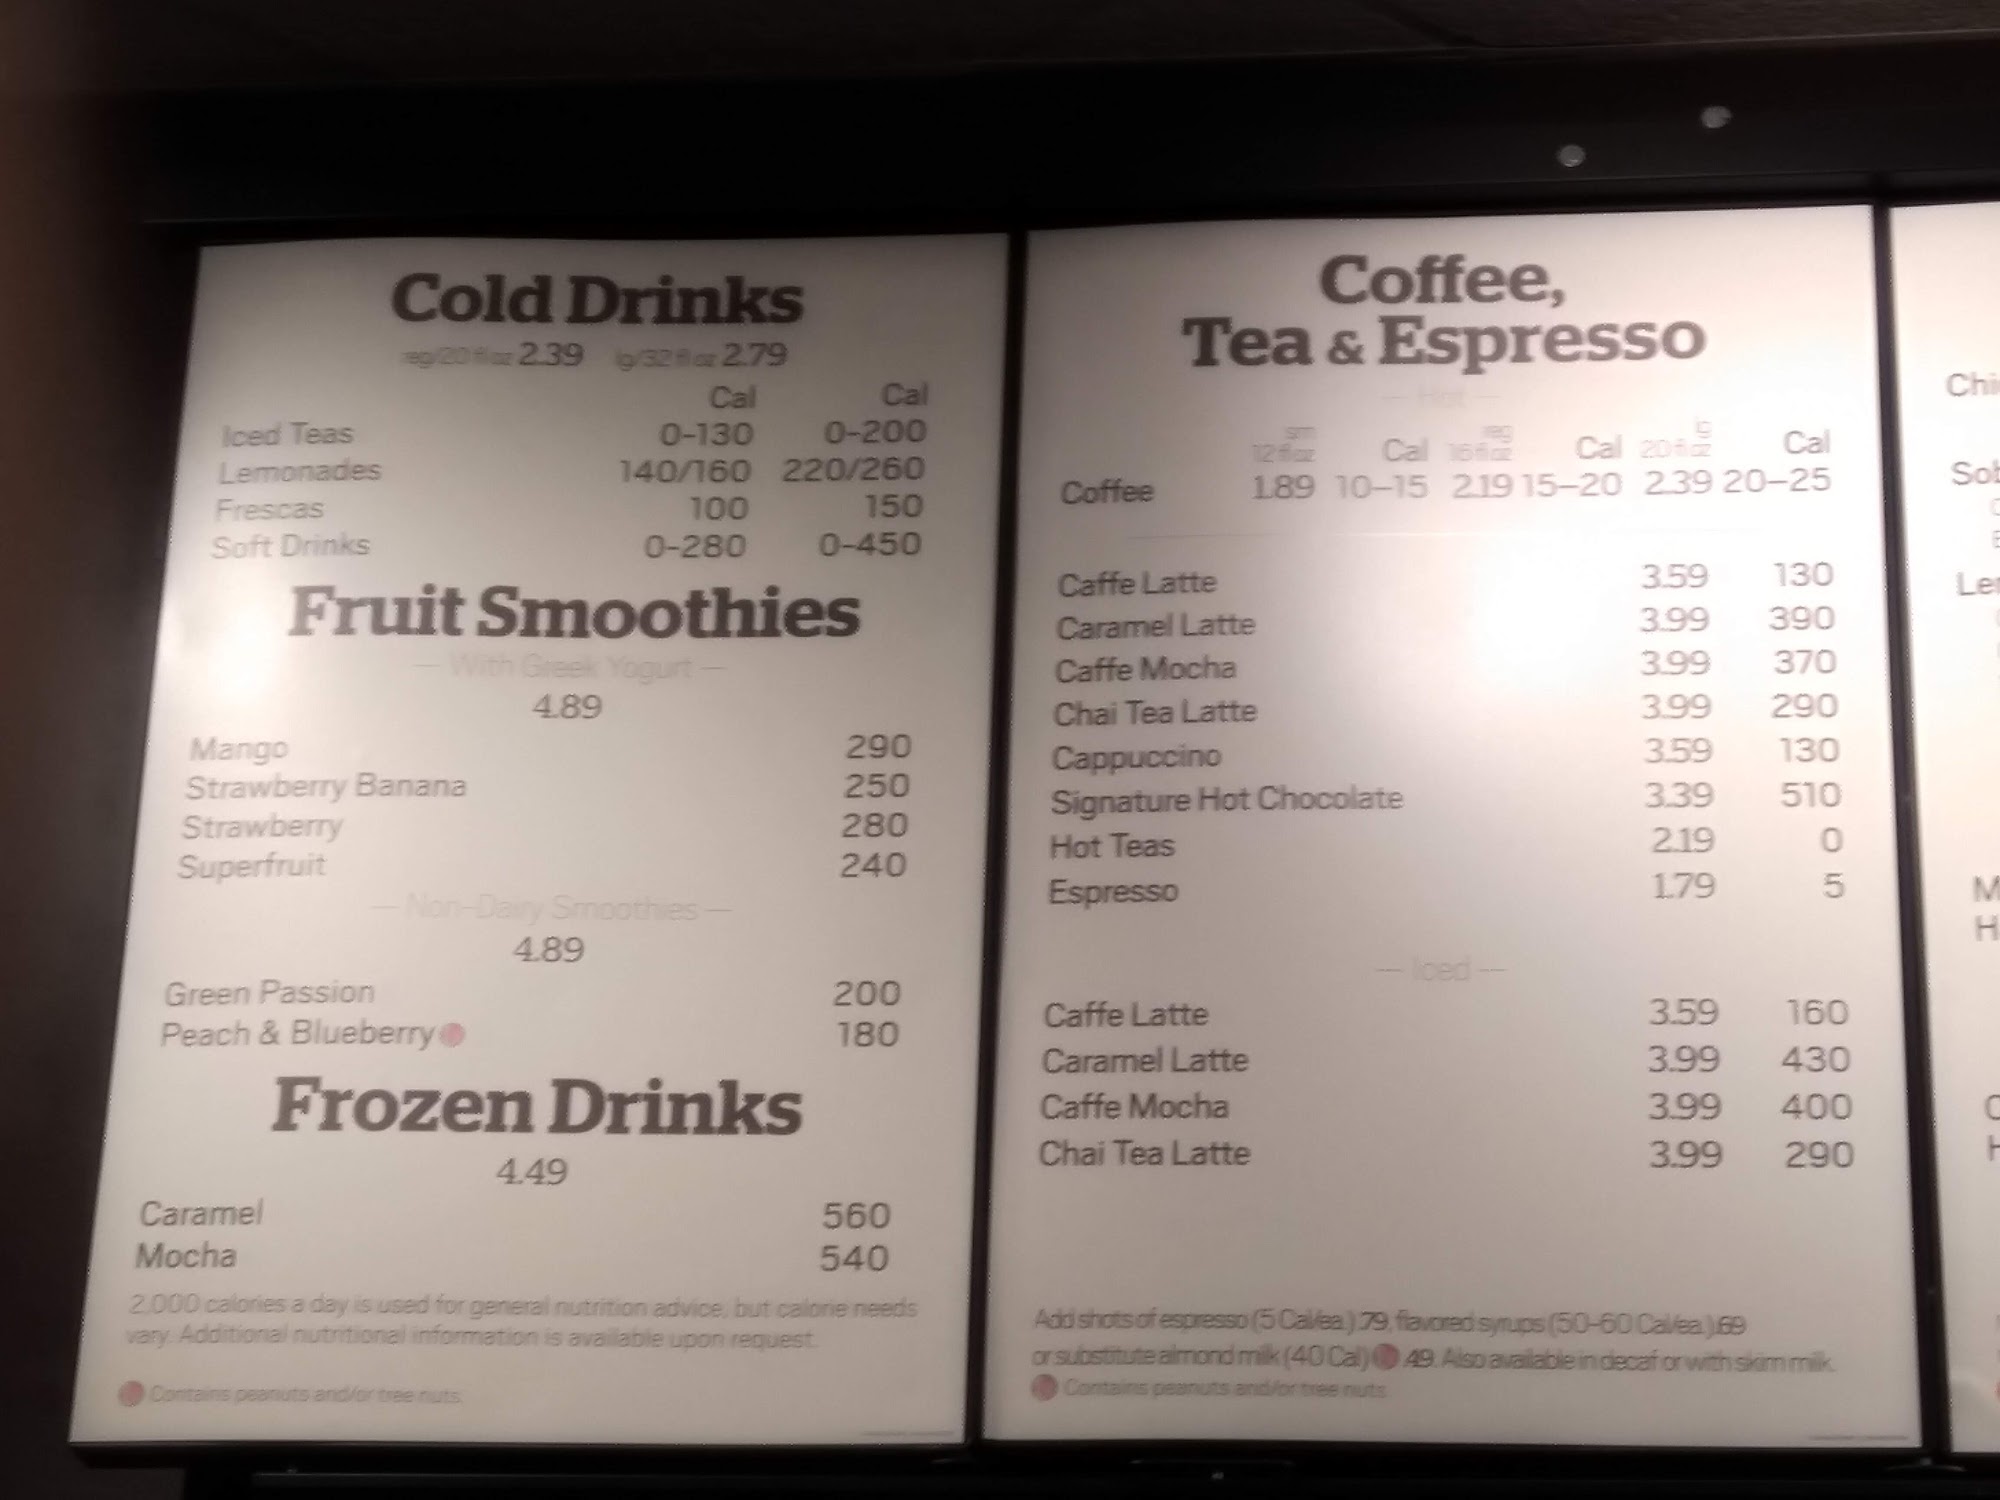 Cold Drinks
reg/20 fl oz 2.39 lg/32 fl oz 2.79
Cal Cal
Iced Teas 0-130 0-200
Lemonades 140/160 220/260
Frescas 100 150
Soft Drinks 0-280 0-450
Fruit Smoothies
— With Greek Yogurt —
4.89
Mango 290
Strawberry Banana 250
Strawberry 280
Superfruit 240
— Non-Dairy Smoothies —
4.89
Green Passion 200
Peach & Blueberry 180
Frozen Drinks
4.49
Caramel 560
Mocha 540
2,000 calories a day is used for general nutrition advice, but calorie needs
vary. Additional nutritional information is available upon request.
Contains peanuts and/or tree nuts.
Coffee,
Tea & Espresso
— Hot —
sm reg lg
12 fl oz Cal 16 fl oz Cal 20 fl oz Cal
Coffee 1.89 10-15 2.19 15-20 2.39 20-25
Caffe Latte 3.59 130
Caramel Latte 3.99 390
Caffe Mocha 3.99 370
Chai Tea Latte 3.99 290
Cappuccino 3.59 130
Signature Hot Chocolate 3.39 510
Hot Teas 2.19 0
Espresso 1.79 5
— Iced —
Caffe Latte 3.59 160
Caramel Latte 3.99 430
Caffe Mocha 3.99 400
Chai Tea Latte 3.99 290
Add shots of espresso (5 Cal/ea.) .79, flavored syrups (50-60 Cal/ea.) .69
or substitute almond milk (40 Cal) .49. Also available in decaf or with skim milk.
Contains peanuts and/or tree nuts.